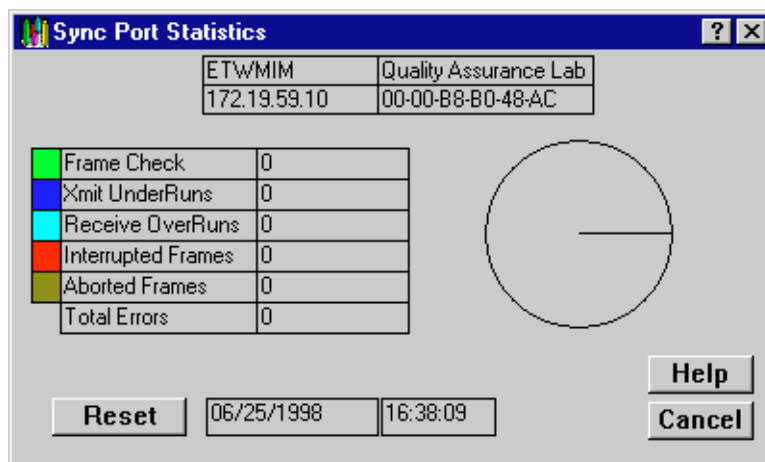 Sync Port Statistics
? X
ETWMIM Quality Assurance Lab
172.19.59.10 00-00-B8-B0-48-AC
Frame Check 0
Xmit UnderRuns 0
Receive OverRuns 0
Interrupted Frames 0
Aborted Frames 0
Total Errors 0
Help
Reset 06/25/1998 16:38:09
Cancel